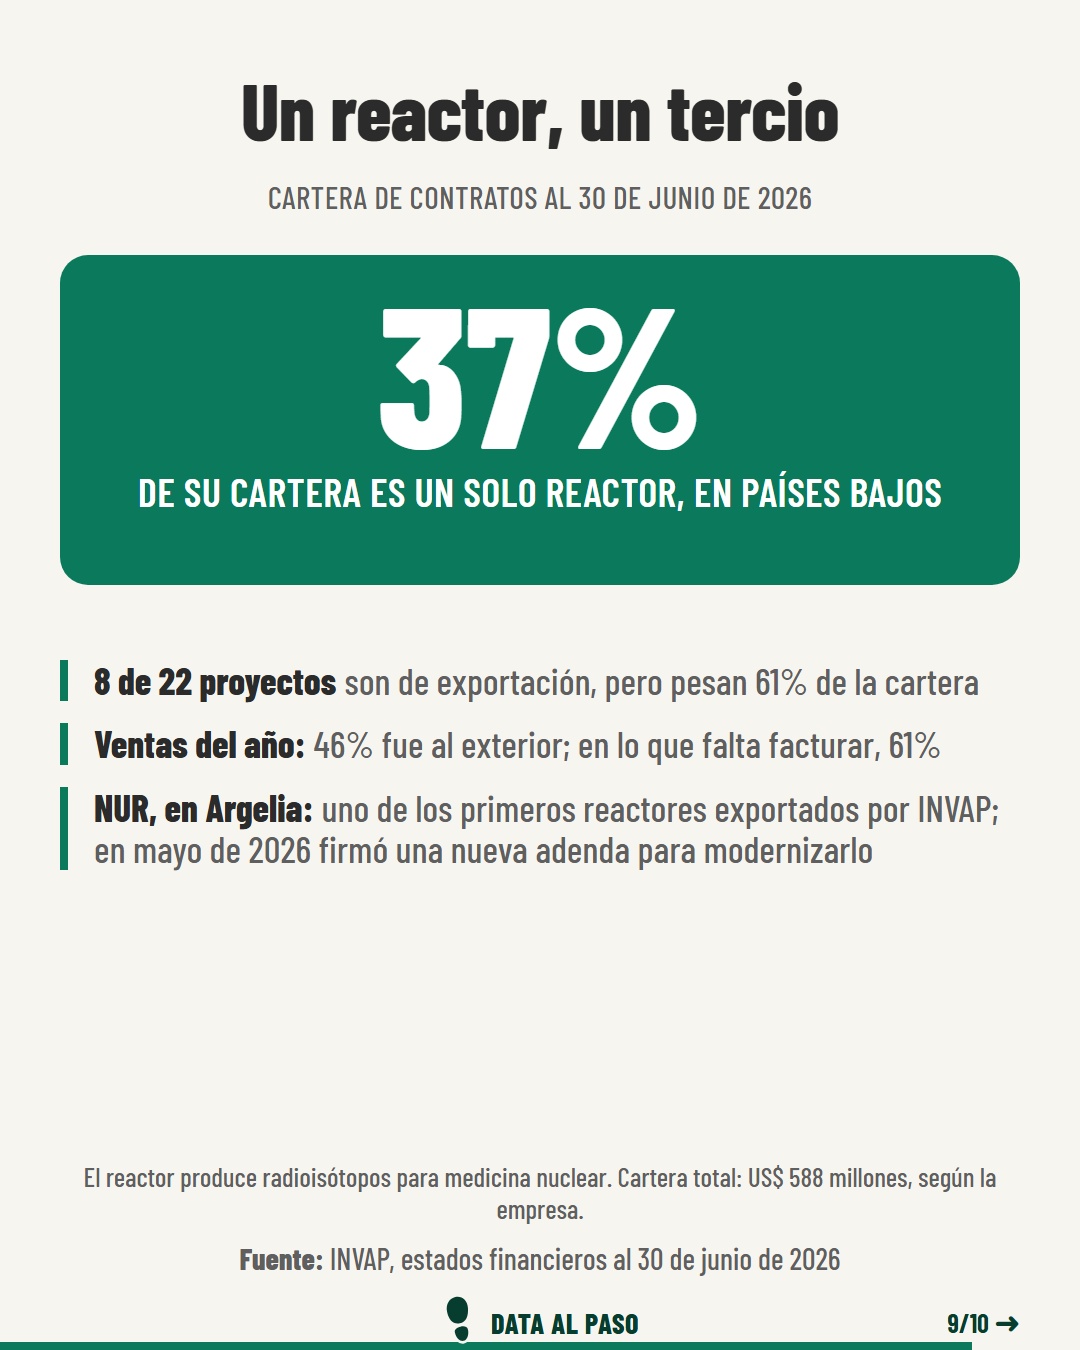 Un reactor, un tercio
CARTERA DE CONTRATOS AL 30 DE JUNIO DE 2026
37%
DE SU CARTERA ES UN SOLO REACTOR, EN PAÍSES BAJOS
8 de 22 proyectos son de exportación, pero pesan 61% de la cartera
Ventas del año: 46% fue al exterior; en lo que falta facturar, 61%
NUR, en Argelia: uno de los primeros reactores exportados por INVAP;
en mayo de 2026 firmó una nueva adenda para modernizarlo
El reactor produce radioisótopos para medicina nuclear. Cartera total: US$ 588 millones, según la
empresa.
Fuente: INVAP, estados financieros al 30 de junio de 2026
DATA AL PASO
9/10 →